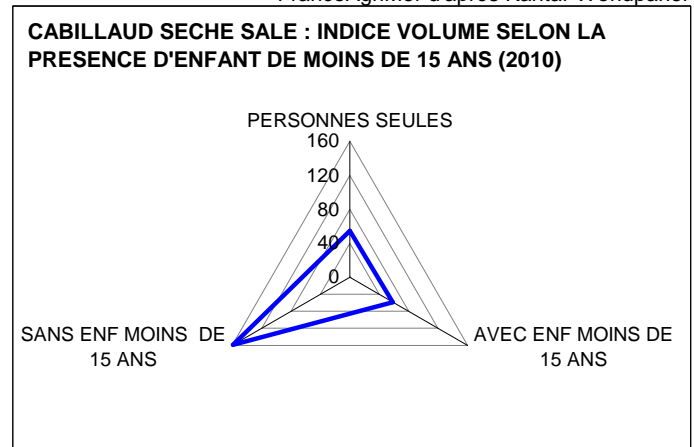 CABILLAUD SECHE SALE : INDICE VOLUME SELON LA
PRESENCE D'ENFANT DE MOINS DE 15 ANS (2010)
PERSONNES SEULES
160
120
80
40
0
SANS ENF MOINS  DE
15 ANS
AVEC ENF MOINS DE
15 ANS